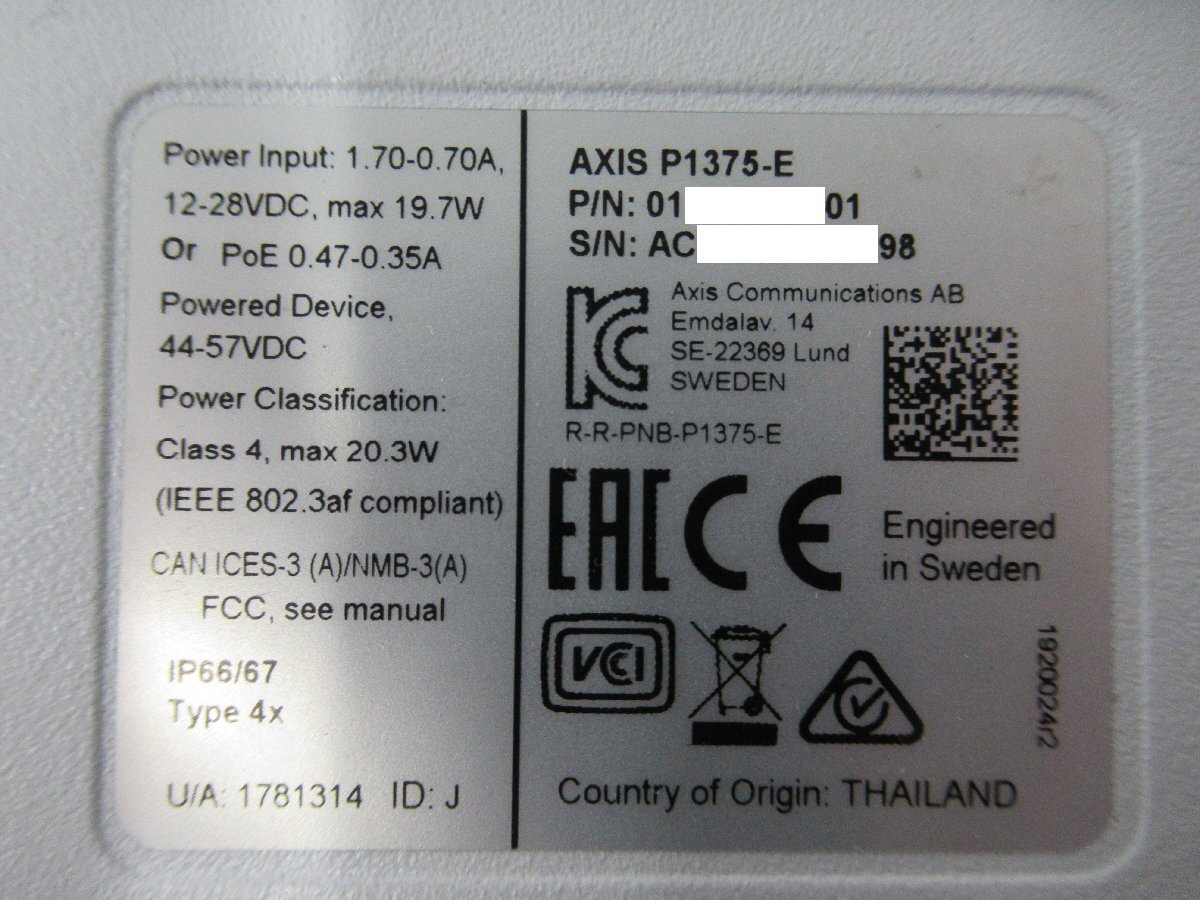 Power Input: 1.70-0.70A,
12-28VDC, max 19.7W
Or PoE 0.47-0.35A
Powered Device,
44-57VDC
Power Classification:
Class 4, max 20.3W
(IEEE 802.3af compliant)
CAN ICES-3 (A)/NMB-3(A)
FCC, see manual
IP66/67
Type 4x
U/A: 1781314 ID: J
AXIS P1375-E
P/N: 01 01
S/N: AC 98
Axis Communications AB
Emdalav. 14
SE-22369 Lund
SWEDEN
R-R-PNB-P1375-E
EAC CE
Engineered
in Sweden
VCCI
1920024r2
Country of Origin: THAILAND